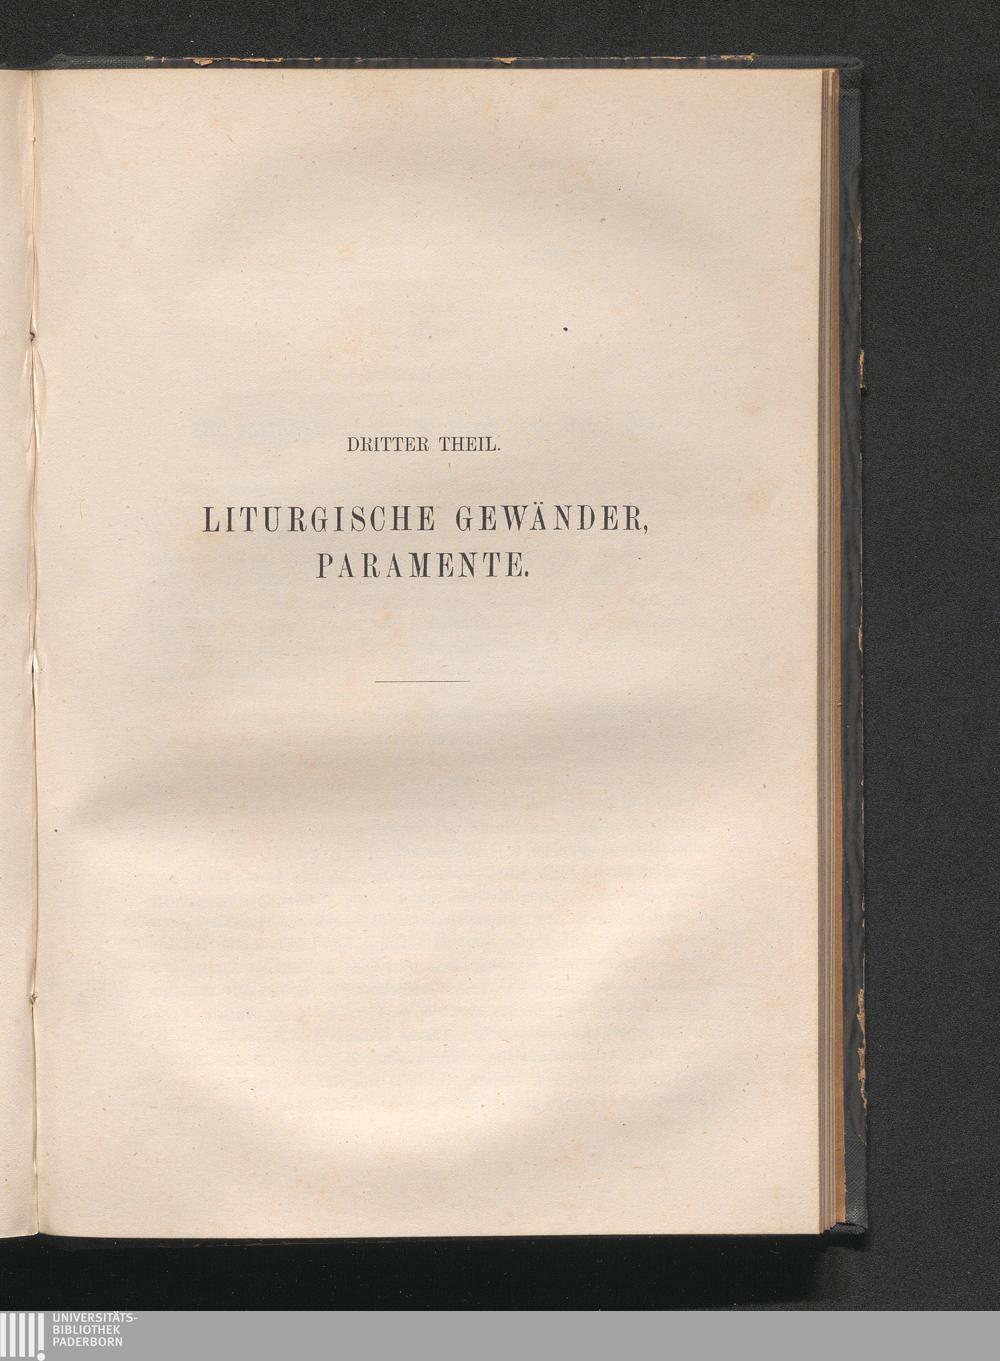 DRITTER THEIL.
LITURGISCHE GEWÄNDER,
PARAMENTE.
UNIVERSITÄTS-
BIBLIOTHEK
PADERBORN